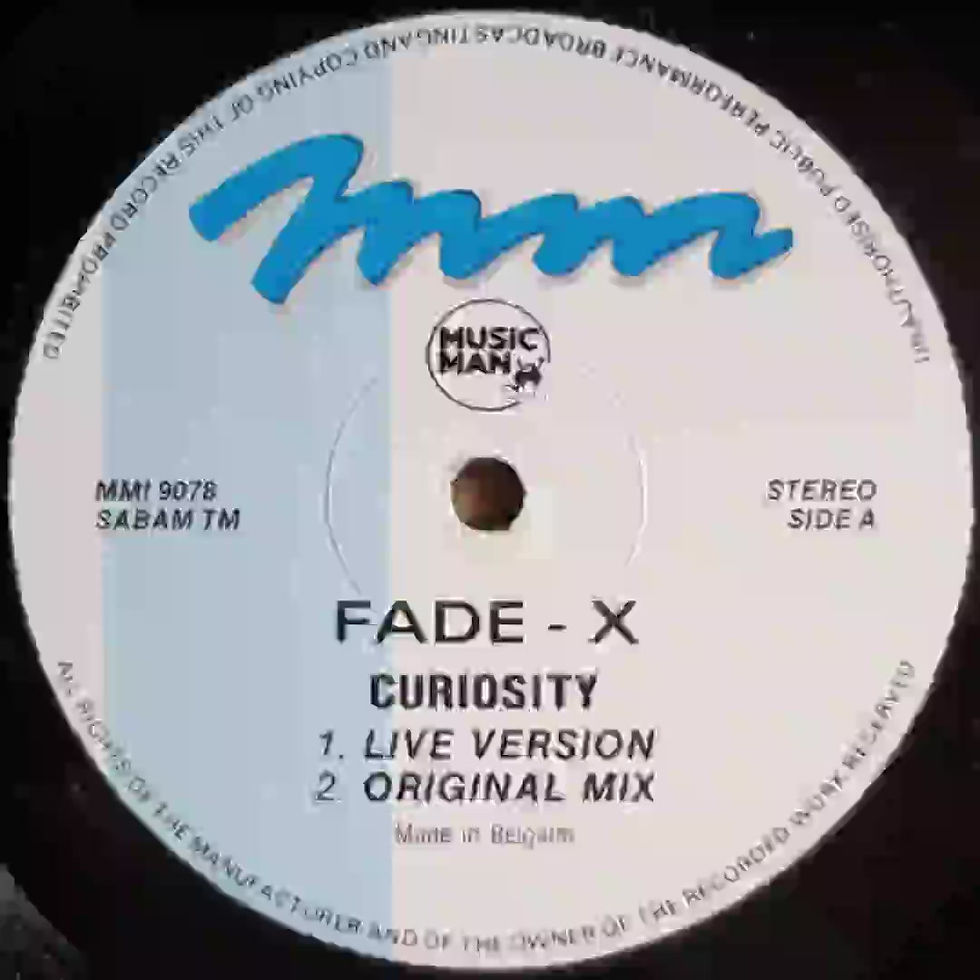 ALL RIGHTS OF THE MANUFACTURER AND OF THE OWNER OF THE RECORDED WORK RESERVED
UNAUTHORISED PUBLIC PERFORMANCE BROADCASTING AND COPYING OF THIS RECORD PROHIBITED
mm
MUSIC
MAN
MMI 9078
SABAM TM
STEREO
SIDE A
FADE - X
CURIOSITY
1. LIVE VERSION
2. ORIGINAL MIX
Made in Belgium